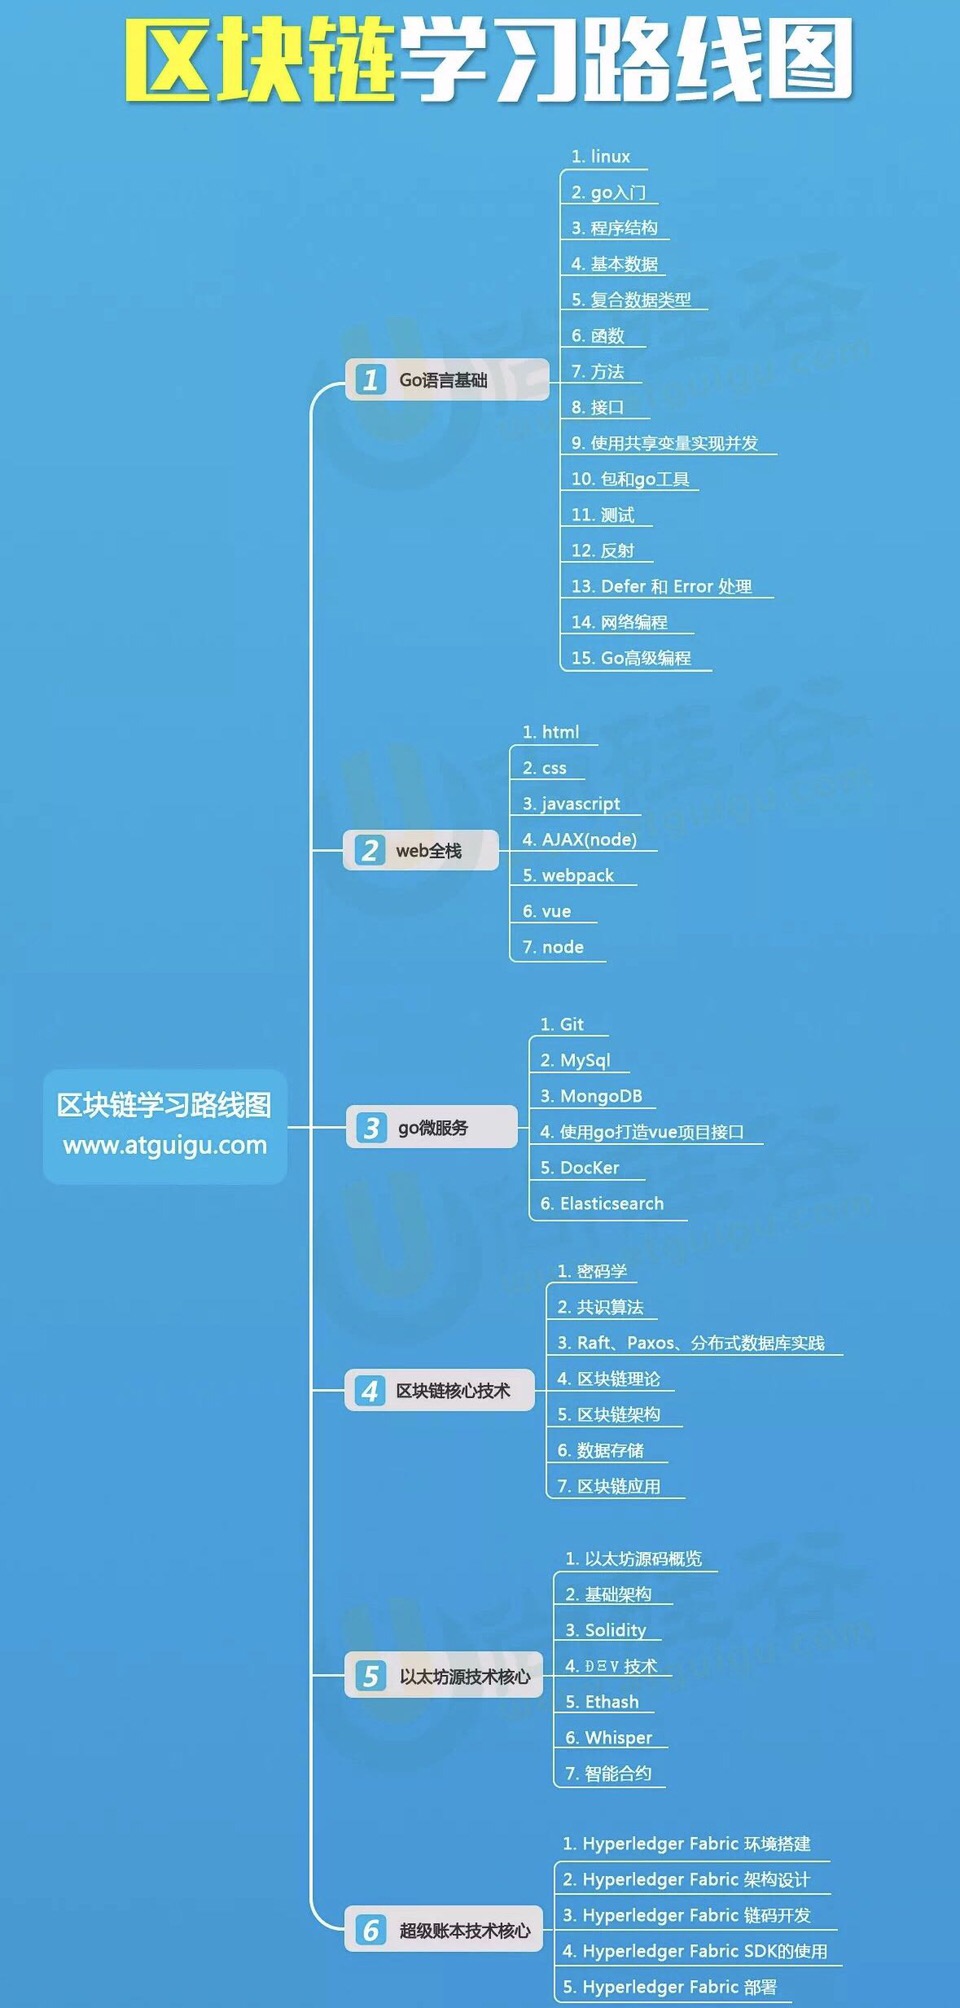 区块链学习路线图
1. linux
2. go入门
3. 程序结构
4. 基本数据
5. 复合数据类型
6. 函数
7. 方法
8. 接口
9. 使用共享变量实现并发
10. 包和go工具
11. 测试
12. 反射
13. Defer 和 Error 处理
14. 网络编程
15. Go高级编程
1 Go语言基础
1. html
2. css
3. javascript
4. AJAX(node)
5. webpack
6. vue
7. node
2 web全栈
1. Git
2. MySql
3. MongoDB
4. 使用go打造vue项目接口
5. DocKer
6. Elasticsearch
3 go微服务
区块链学习路线图
www.atguigu.com
1. 密码学
2. 共识算法
3. Raft、Paxos、分布式数据库实践
4. 区块链理论
5. 区块链架构
6. 数据存储
7. 区块链应用
4 区块链核心技术
1. 以太坊源码概览
2. 基础架构
3. Solidity
4. ÐΞV 技术
5. Ethash
6. Whisper
7. 智能合约
5 以太坊源技术核心
1. Hyperledger Fabric 环境搭建
2. Hyperledger Fabric 架构设计
3. Hyperledger Fabric 链码开发
4. Hyperledger Fabric SDK的使用
5. Hyperledger Fabric 部署
6 超级账本技术核心